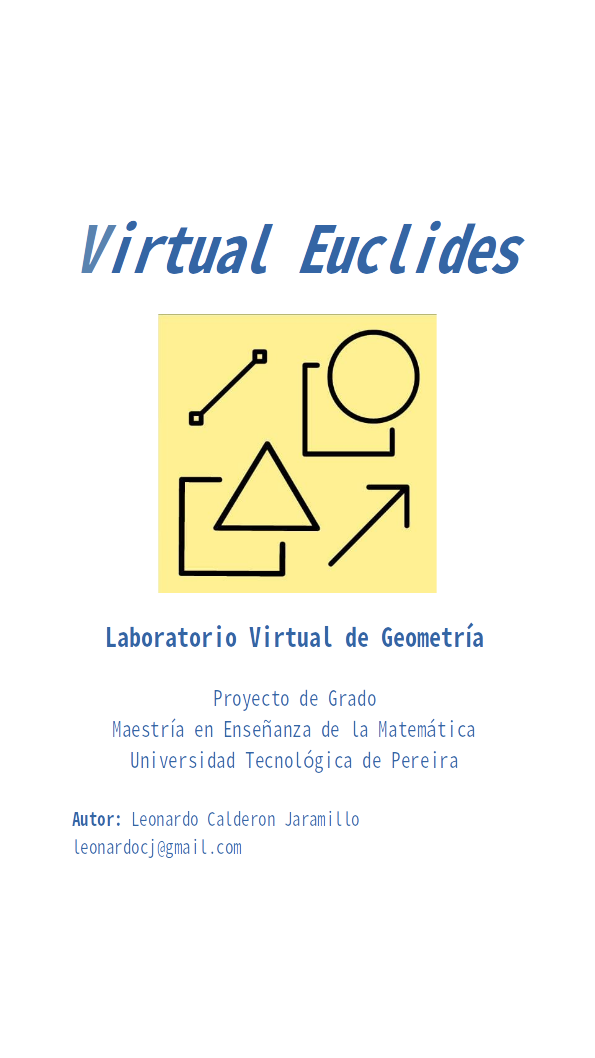 Virtual Euclides
Laboratorio Virtual de Geometría
Proyecto de Grado
Maestría en Enseñanza de la Matemática
Universidad Tecnológica de Pereira
Autor: Leonardo Calderon Jaramillo
leonardocj@gmail.com